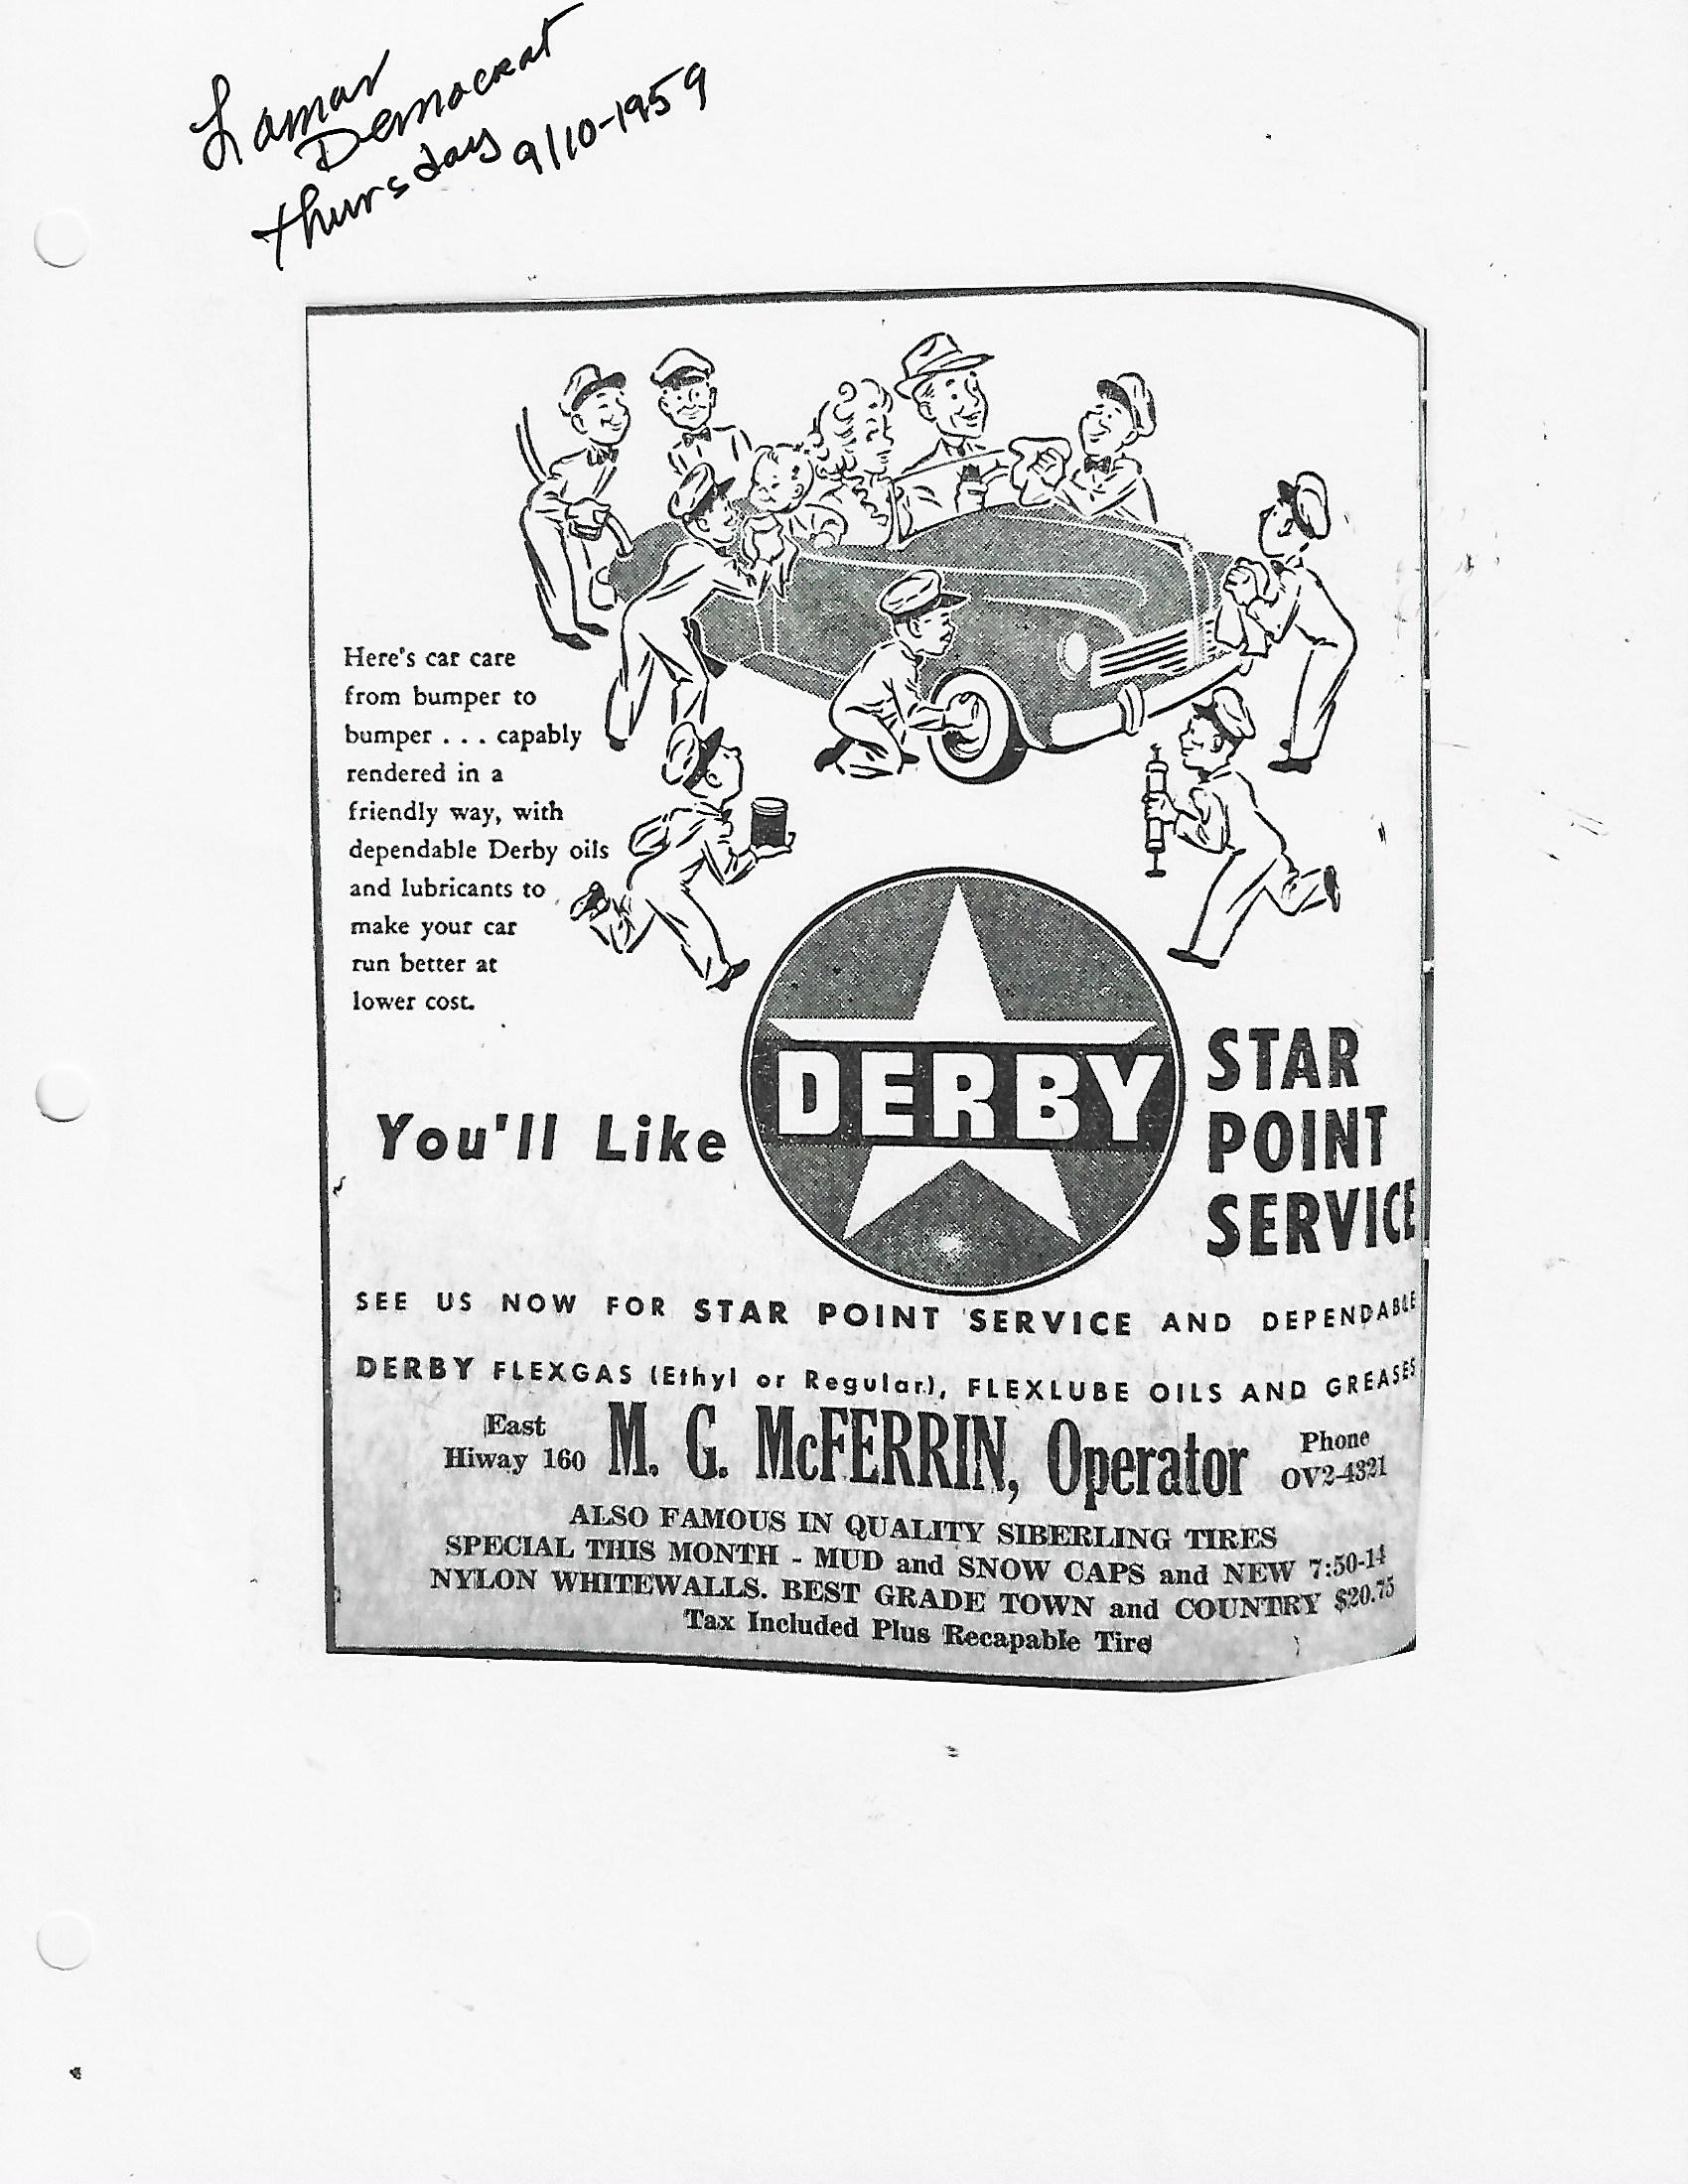 Lamar
Democrat
Thursday 9/10-1959
Here's car care
from bumper to
bumper . . . capably
rendered in a
friendly way, with
dependable Derby oils
and lubricants to
make your car
run better at
lower cost.
You'll Like
DERBY
STAR
POINT
SERVICE
SEE US NOW FOR STAR POINT SERVICE AND DEPENDABLE
DERBY FLEXGAS (Ethyl or Regular), FLEXLUBE OILS AND GREASES
East
Hiway 160
M. G. McFERRIN, Operator
Phone
OV2-4321
ALSO FAMOUS IN QUALITY SIBERLING TIRES
SPECIAL THIS MONTH - MUD and SNOW CAPS and NEW 7:50-14
NYLON WHITEWALLS. BEST GRADE TOWN and COUNTRY $20.75
Tax Included Plus Recapable Tire